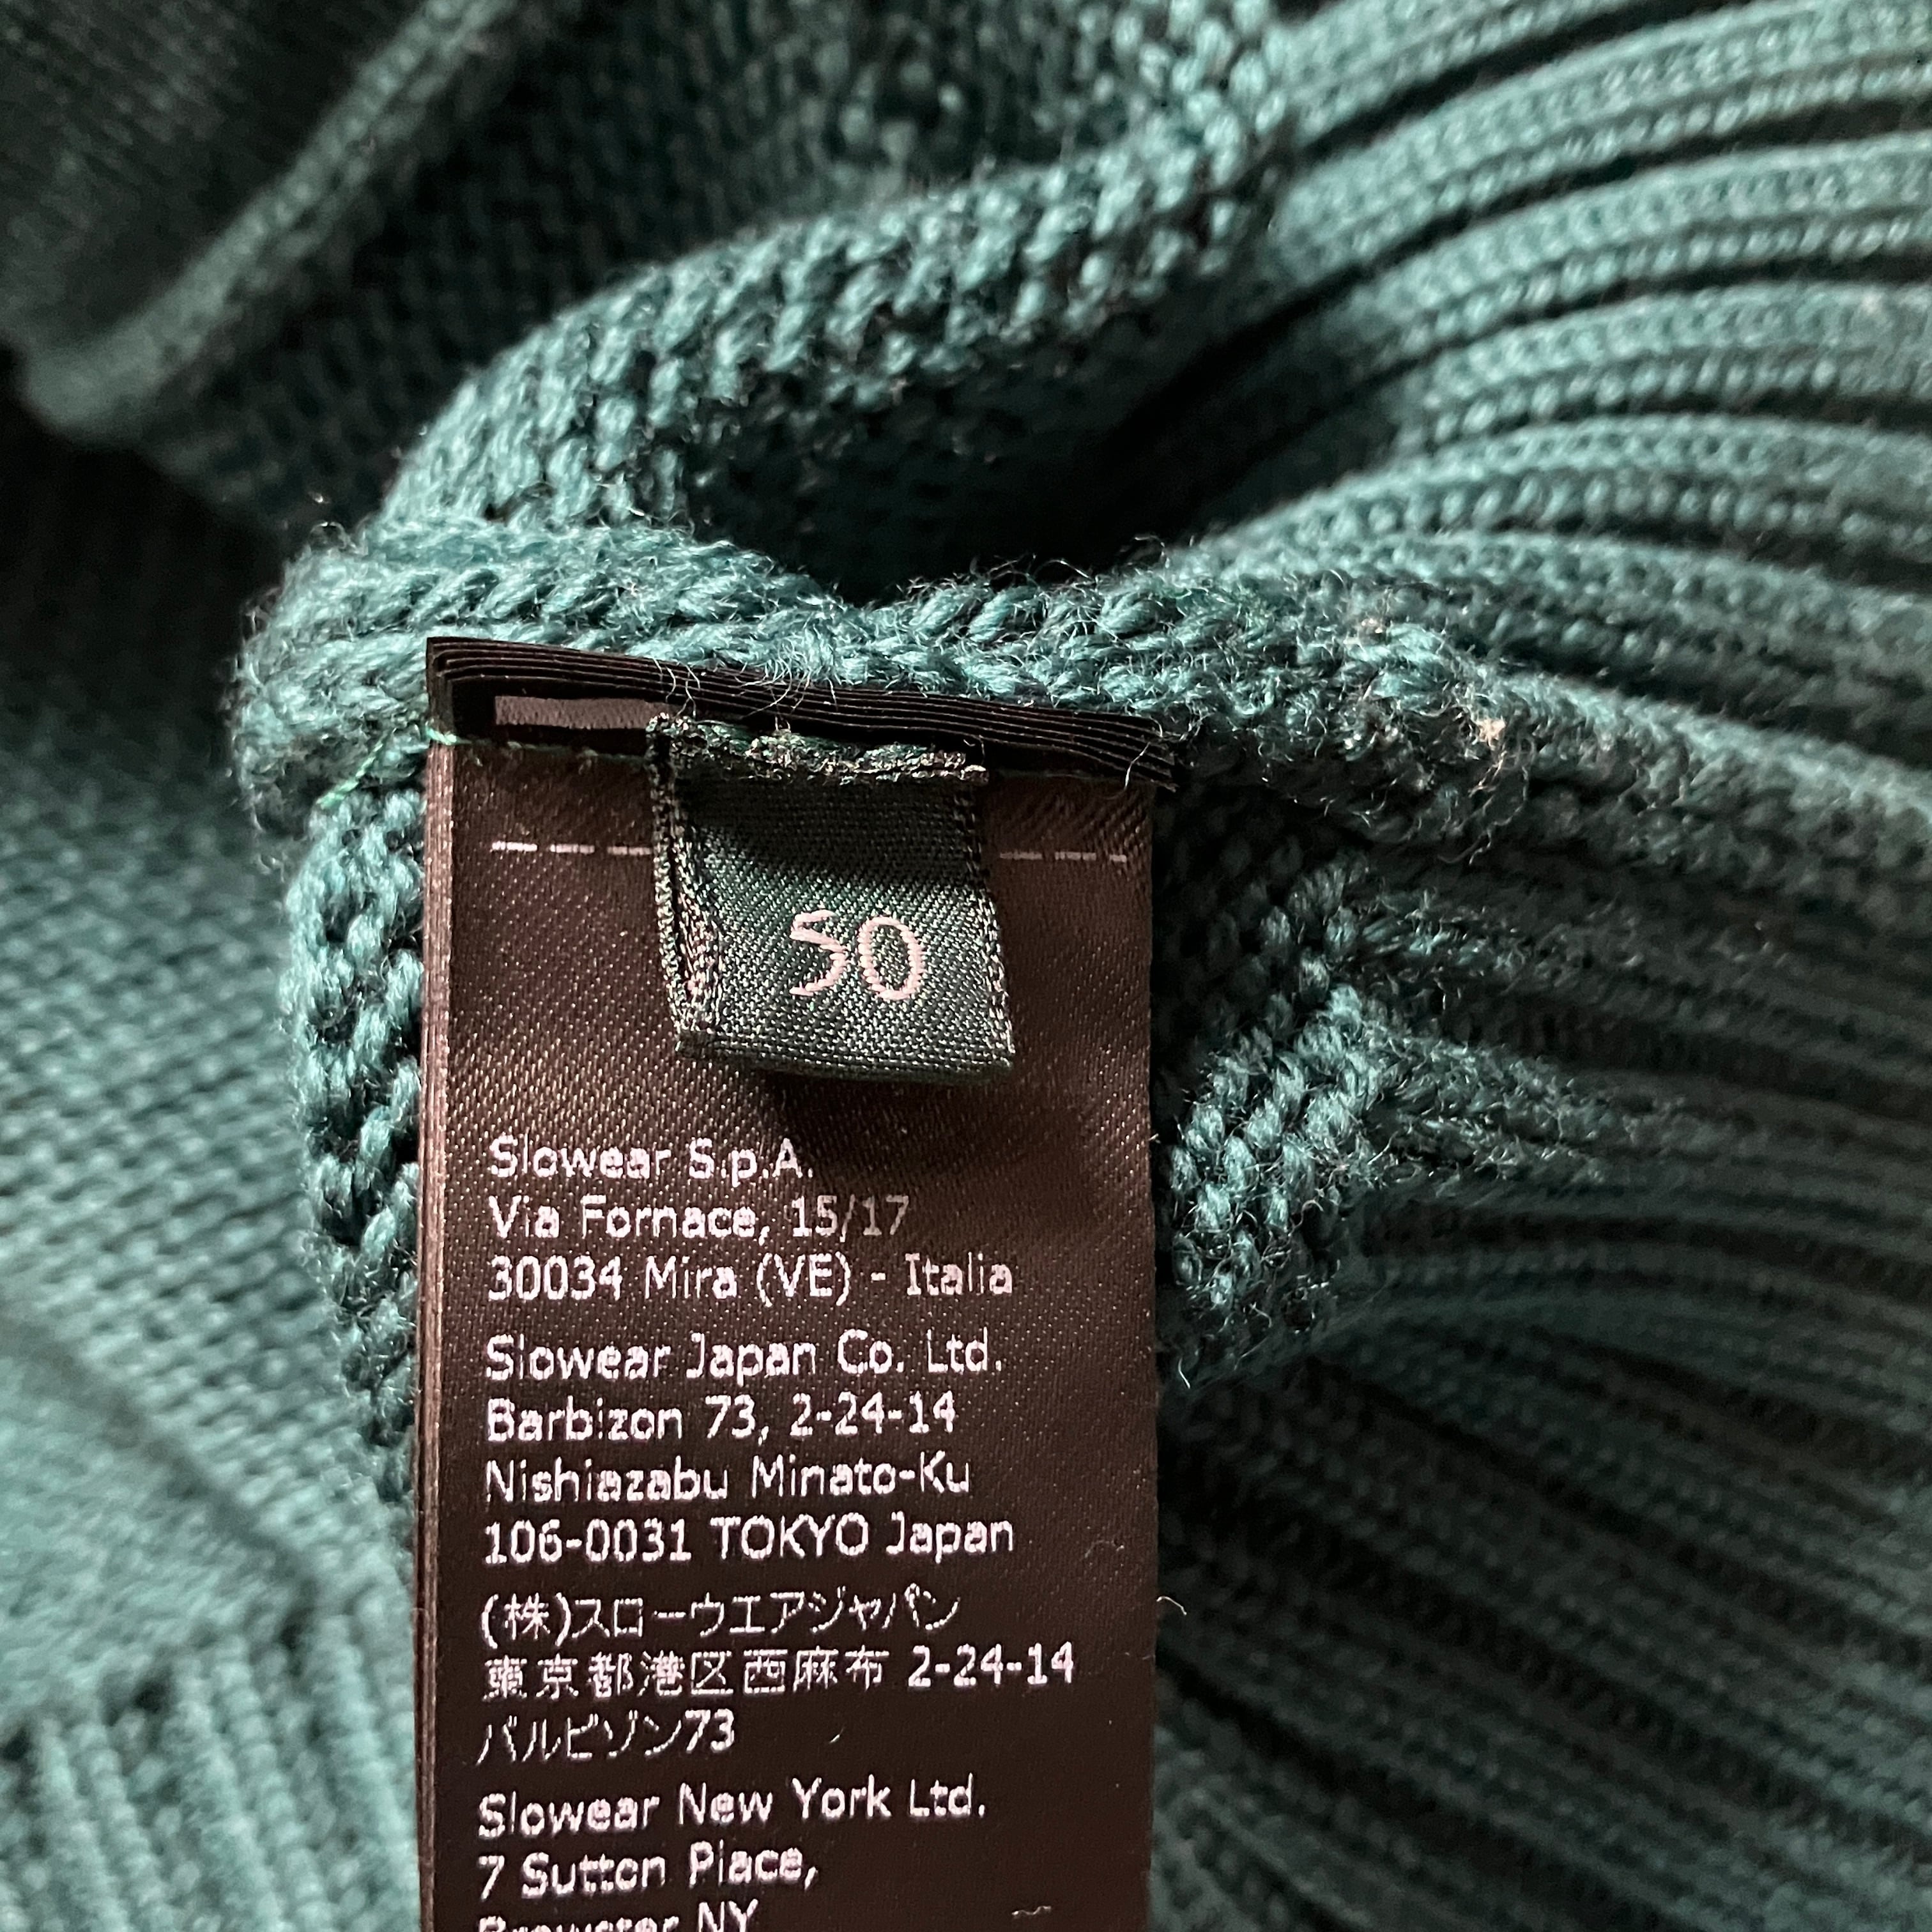 50
Slowear S.p.A.
Via Fornace, 15/17
30034 Mira (VE) - Italia
Slowear Japan Co. Ltd.
Barbizon 73, 2-24-14
Nishiazabu Minato-Ku
106-0031 TOKYO Japan
(株)スローウエアジャパン
東京都港区西麻布 2-24-14
バルビゾン73
Slowear New York Ltd.
7 Sutton Place,
Brewster NY